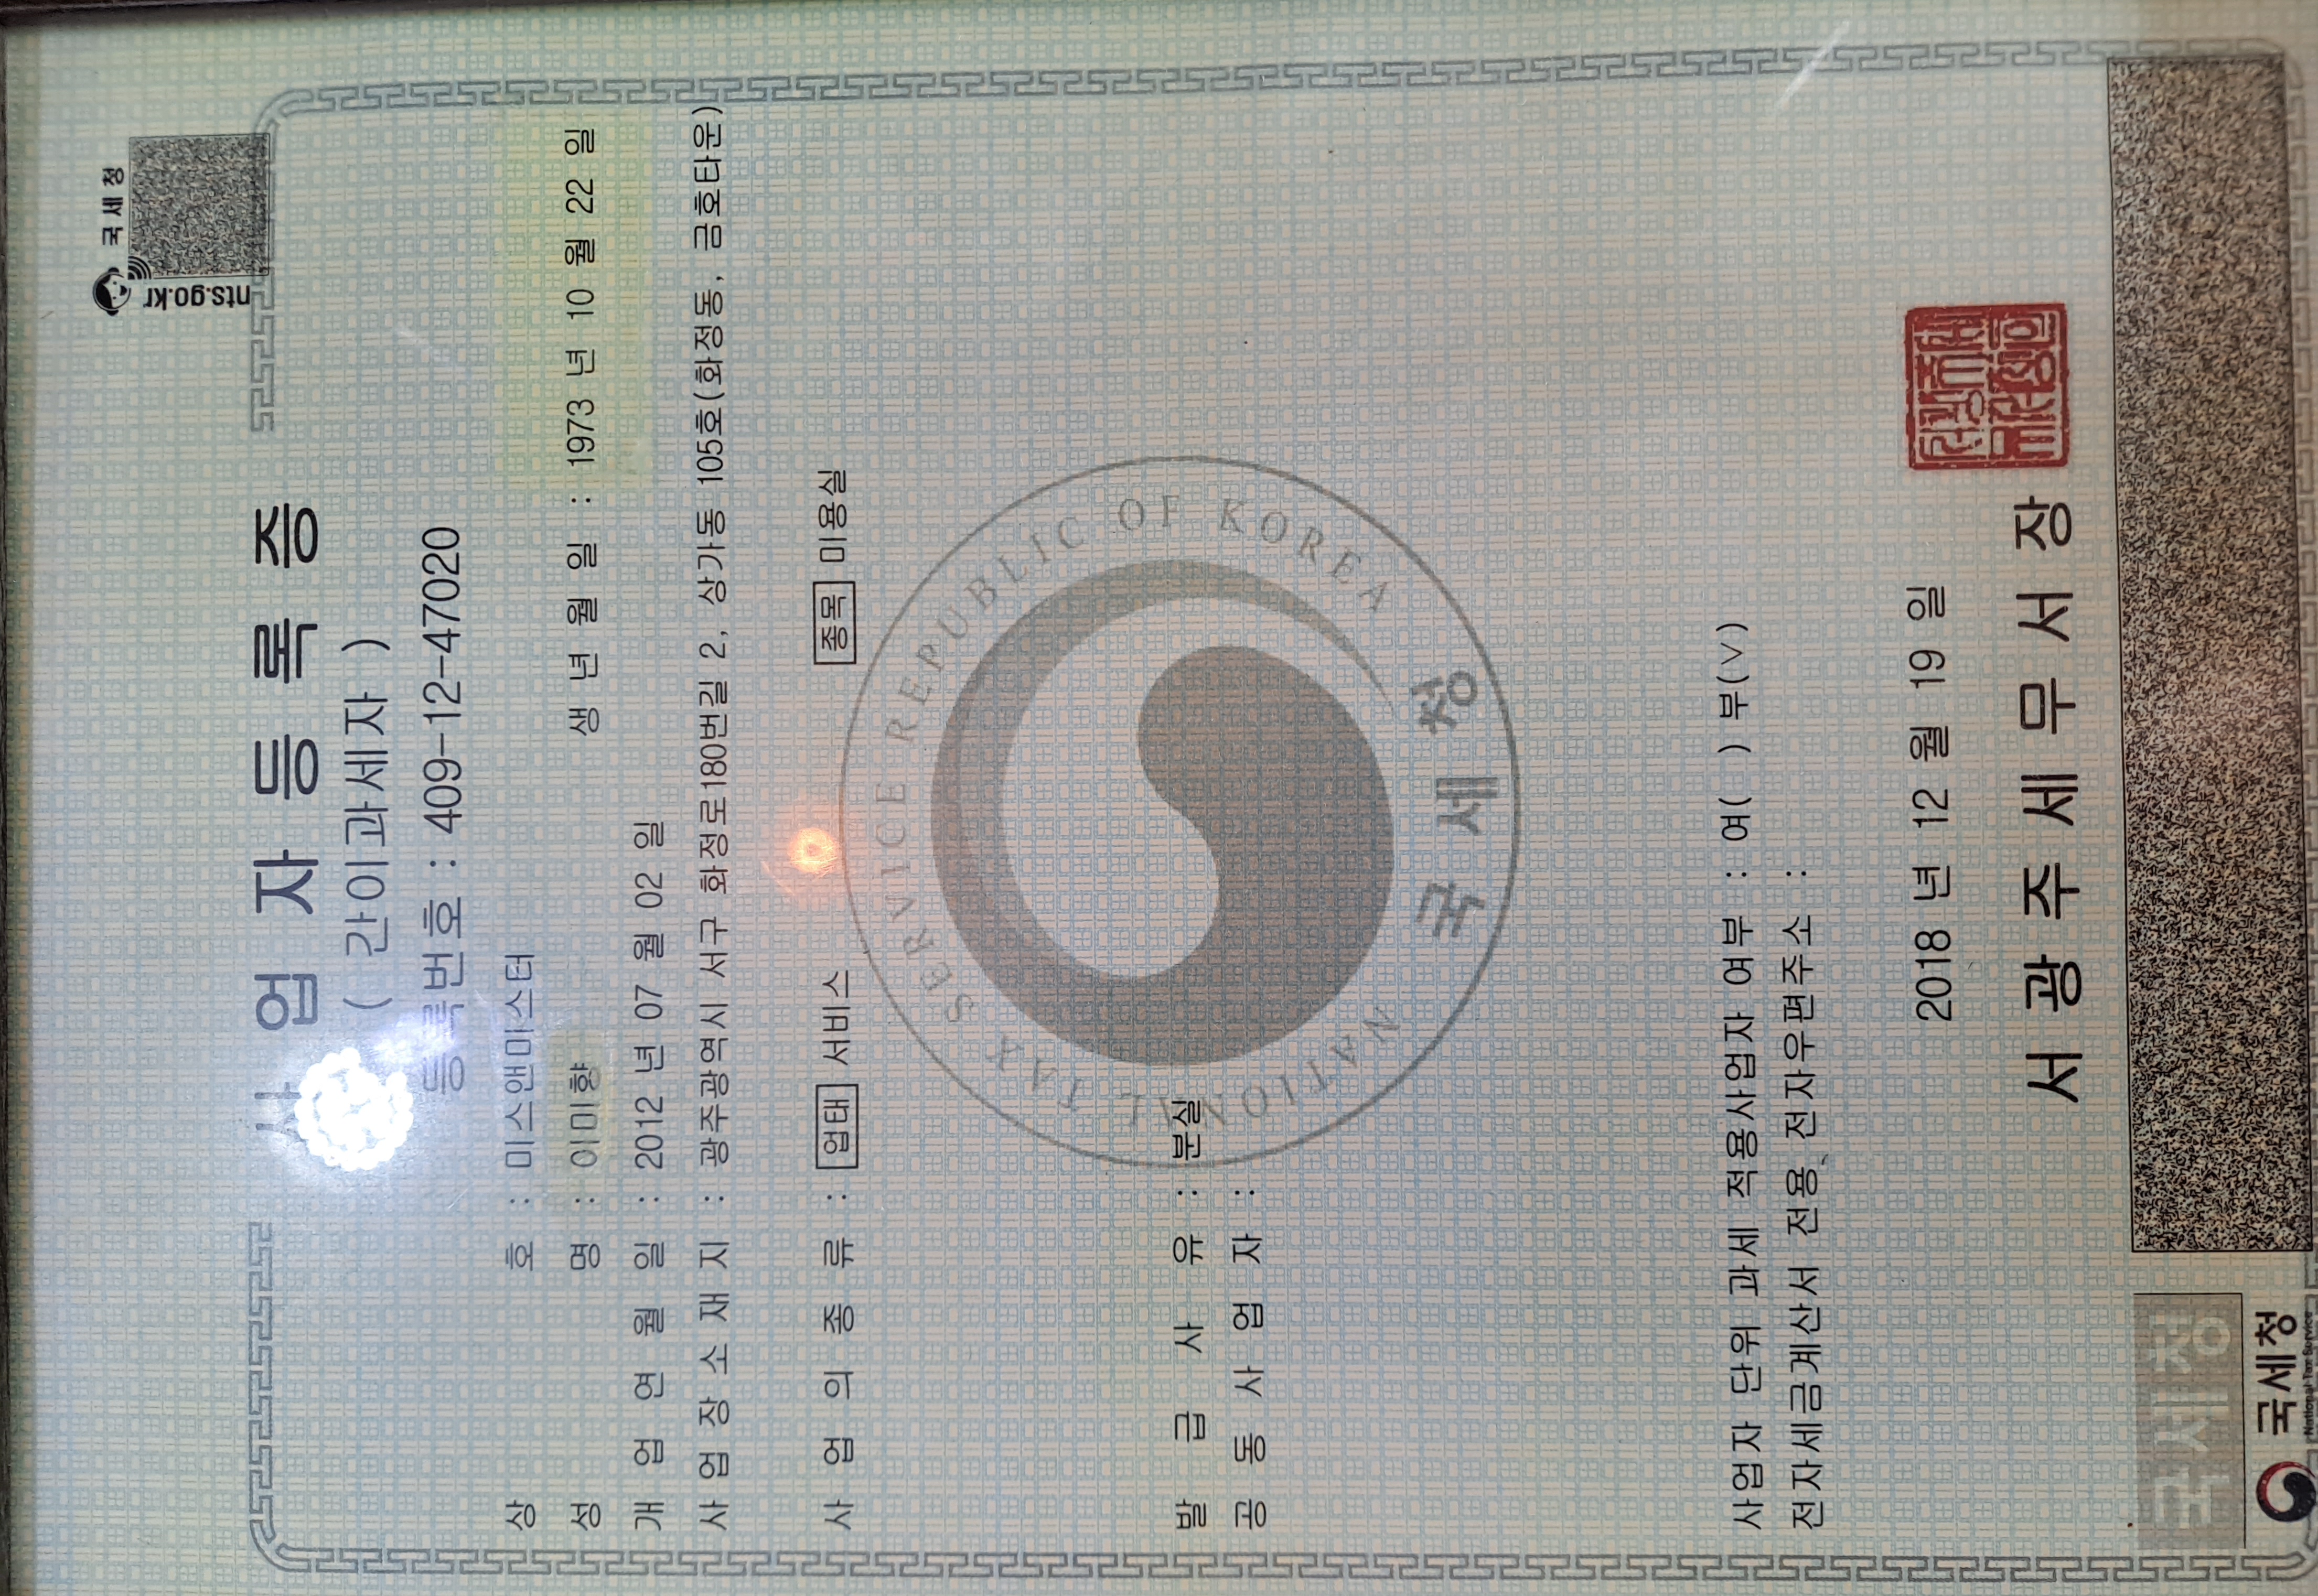 국세청
nts.go.kr
사업자등록증
( 간이과세자 )
등록번호 : 409-12-47020
상 호 : 미스앤미스터
성 명 : 이미향 생 년 월 일 : 1973 년 10 월 22 일
개 업 연 월 일 : 2012 년 07 월 02 일
사 업 장 소 재 지 : 광주광역시 서구 화정로180번길 2, 상가동 105호(화정동, 금호타운)
사 업 의 종 류 : 업태 서비스 종목 미용실
NATIONAL TAX SERVICE REPUBLIC OF KOREA
국세청
발 급 사 유 : 분실
공 동 사 업 자 :
사업자 단위 과세 적용사업자 여부 : 여( ) 부(∨)
전자세금계산서 전용 전자우편주소 :
2018 년 12 월 19 일
서 광 주 세 무 서 장
국세청
National Tax Service